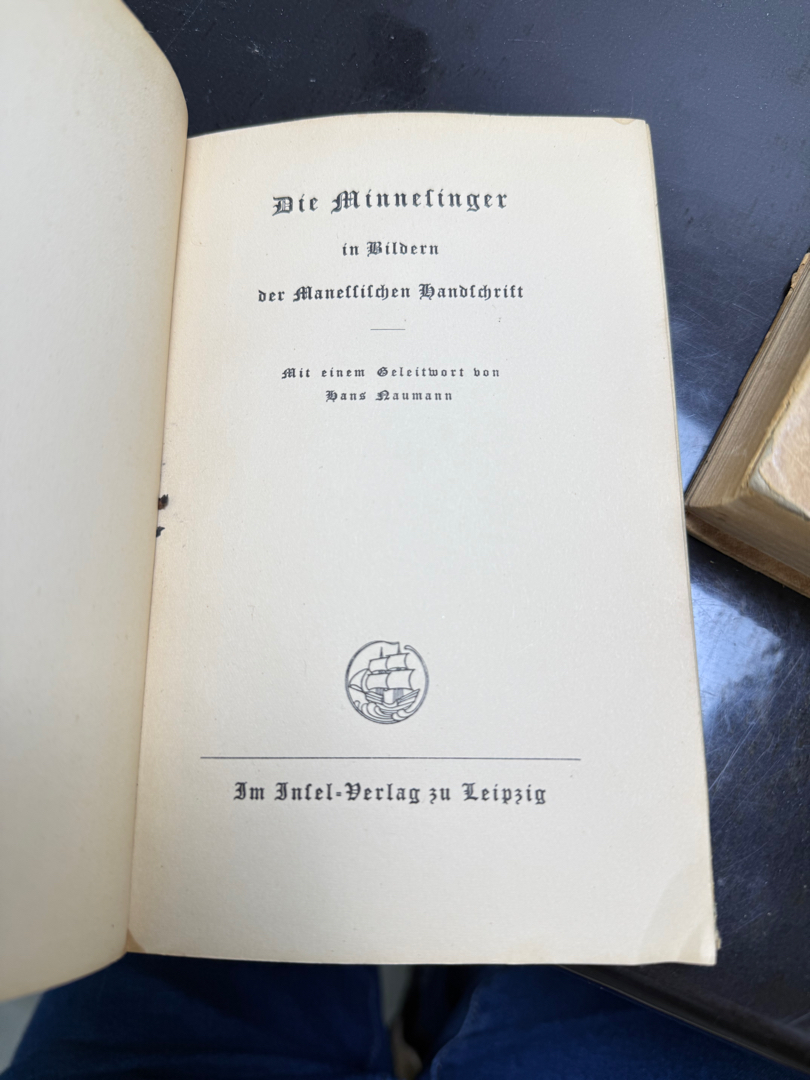 Die Minneſinger
in Bildern
der Maneſſiſchen Handſchrift
Mit einem Geleitwort von
Hans Naumann
Im Inſel-Verlag zu Leipzig